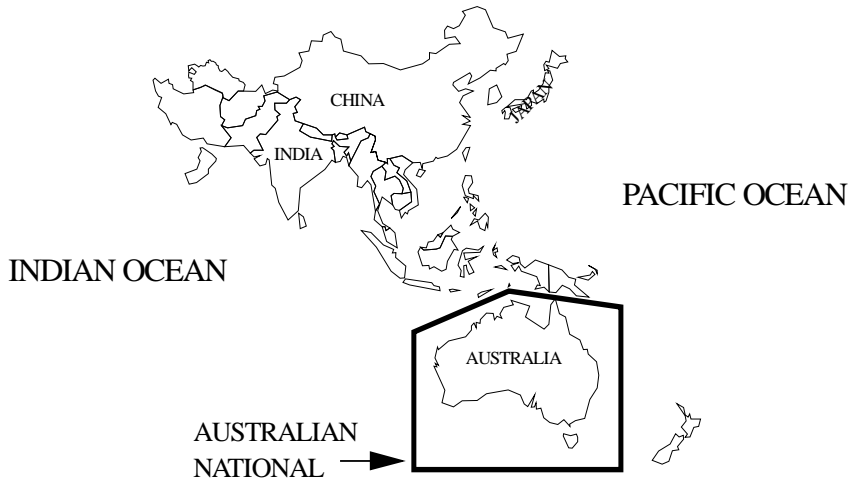 CHINA
JAPAN
INDIA
PACIFIC OCEAN
INDIAN OCEAN
AUSTRALIA
AUSTRALIAN
NATIONAL